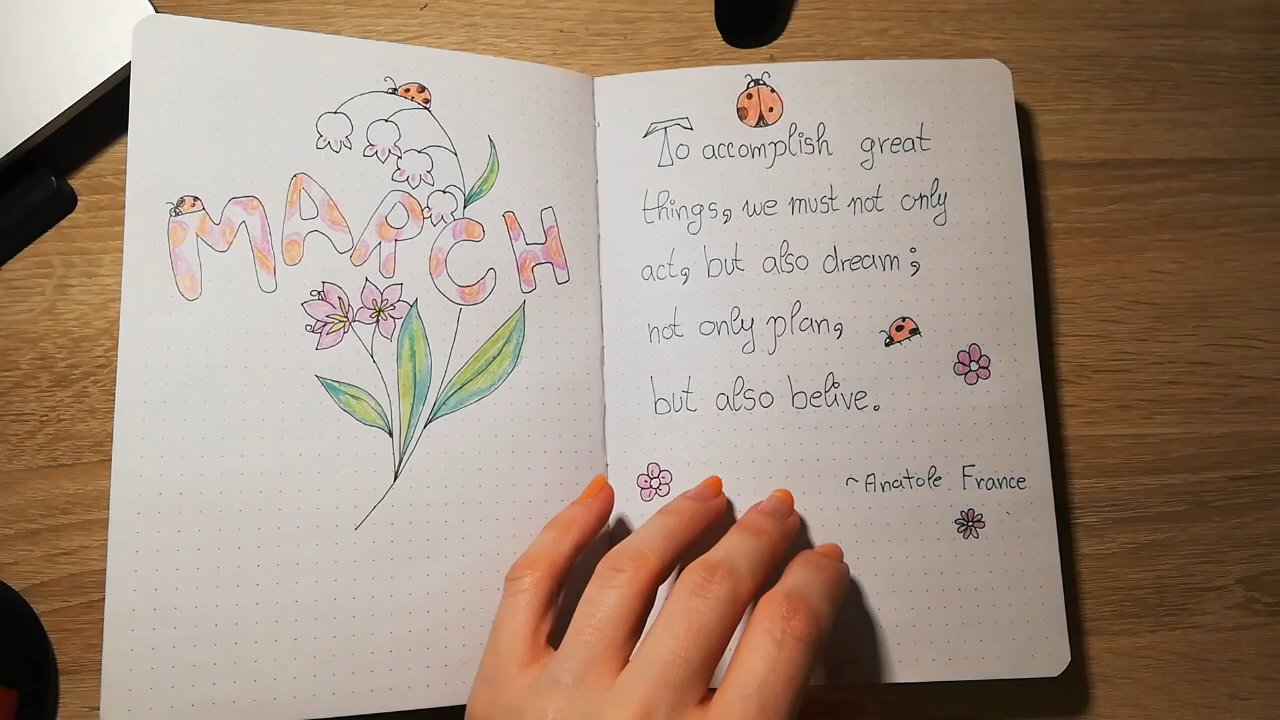 MARCH
To accomplish great
things, we must not only
act, but also dream;
not only plan,
but also belive.
~Anatole France